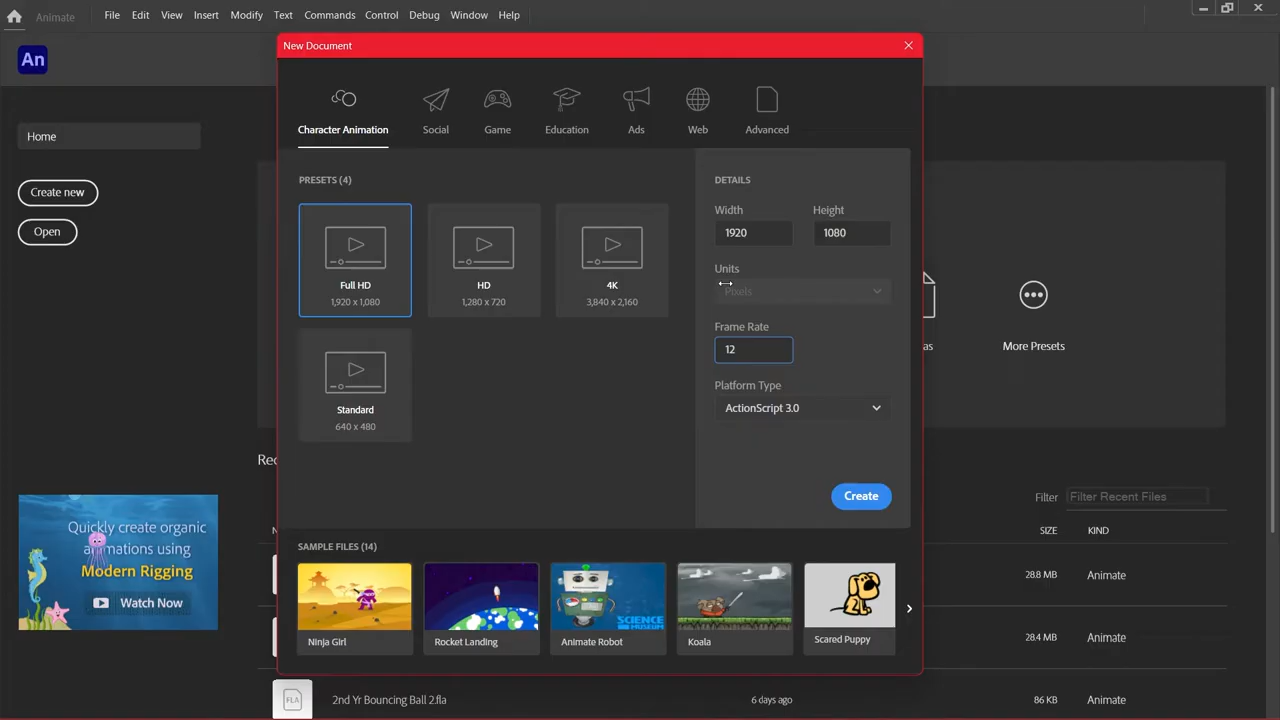 Animate
File Edit View Insert Modify Text Commands Control Debug Window Help
New Document
An
Home
Create new
Open
Character Animation
Social
Game
Education
Ads
Web
Advanced
PRESETS (4)
Full HD
1,920 x 1,080
HD
1,280 x 720
4K
3,840 x 2,160
Standard
640 x 480
DETAILS
Width Height
1920 1080
Units
Pixels
Frame Rate
12
Platform Type
ActionScript 3.0
Create
More Presets
Filter Filter Recent Files
SIZE KIND
28.8 MB Animate
28.4 MB Animate
FLA 2nd Yr Bouncing Ball 2.fla 6 days ago 86 KB Animate
Quickly create organic
animations using
Modern Rigging
Watch Now
SAMPLE FILES (14)
SCIENCE
MUSEUM
Ninja Girl
Rocket Landing
Animate Robot
Koala
Scared Puppy